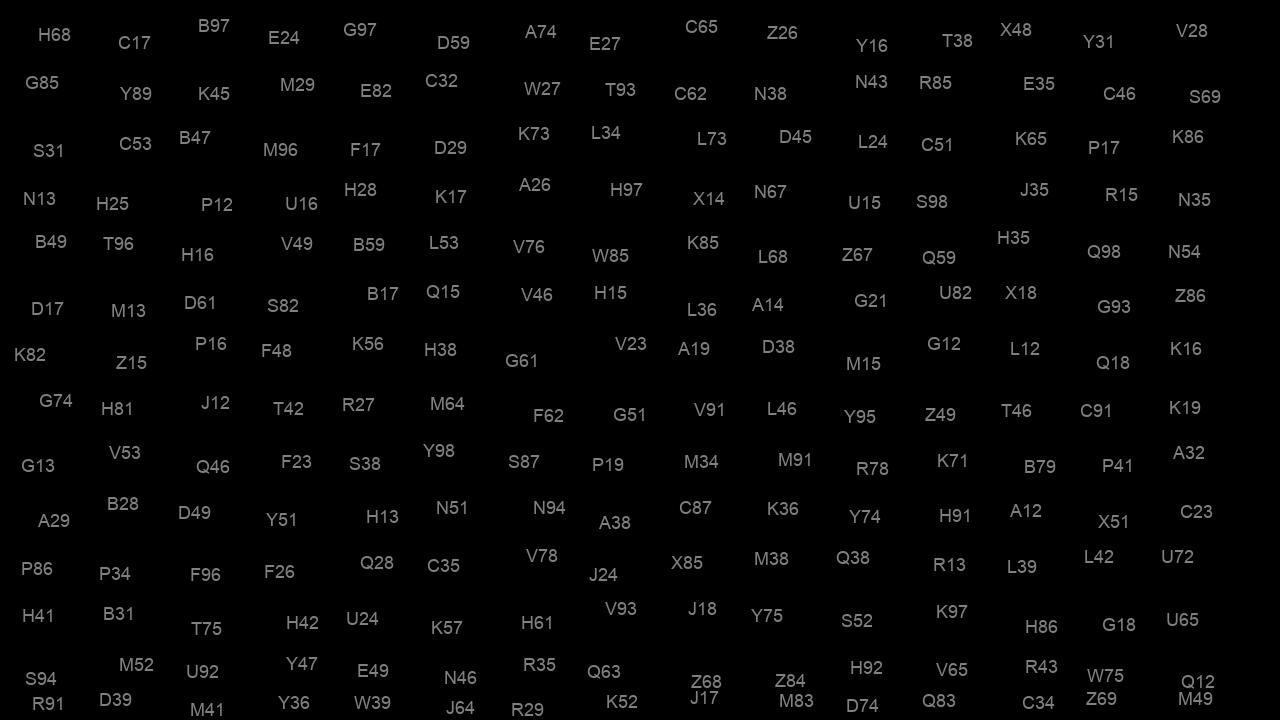 H68 C17 B97 E24 G97 D59 A74 E27 C65 Z26 Y16 T38 X48 Y31 V28
G85 Y89 K45 M29 E82 C32 W27 T93 C62 N38 N43 R85 E35 C46 S69
S31 C53 B47 M96 F17 D29 K73 L34 L73 D45 L24 C51 K65 P17 K86
N13 H25 P12 U16 H28 K17 A26 H97 X14 N67 U15 S98 J35 R15 N35
B49 T96 H16 V49 B59 L53 V76 W85 K85 L68 Z67 Q59 H35 Q98 N54
D17 M13 D61 S82 B17 Q15 V46 H15 L36 A14 G21 U82 X18 G93 Z86
K82 Z15 P16 F48 K56 H38 G61 V23 A19 D38 M15 G12 L12 Q18 K16
G74 H81 J12 T42 R27 M64 F62 G51 V91 L46 Y95 Z49 T46 C91 K19
G13 V53 Q46 F23 S38 Y98 S87 P19 M34 M91 R78 K71 B79 P41 A32
A29 B28 D49 Y51 H13 N51 N94 A38 C87 K36 Y74 H91 A12 X51 C23
P86 P34 F96 F26 Q28 C35 V78 J24 X85 M38 Q38 R13 L39 L42 U72
H41 B31 T75 H42 U24 K57 H61 V93 J18 Y75 S52 K97 H86 G18 U65
S94 M52 U92 Y47 E49 N46 R35 Q63 Z68 Z84 H92 V65 R43 W75 Q12
R91 D39 M41 Y36 W39 J64 R29 K52 J17 M83 D74 Q83 C34 Z69 M49